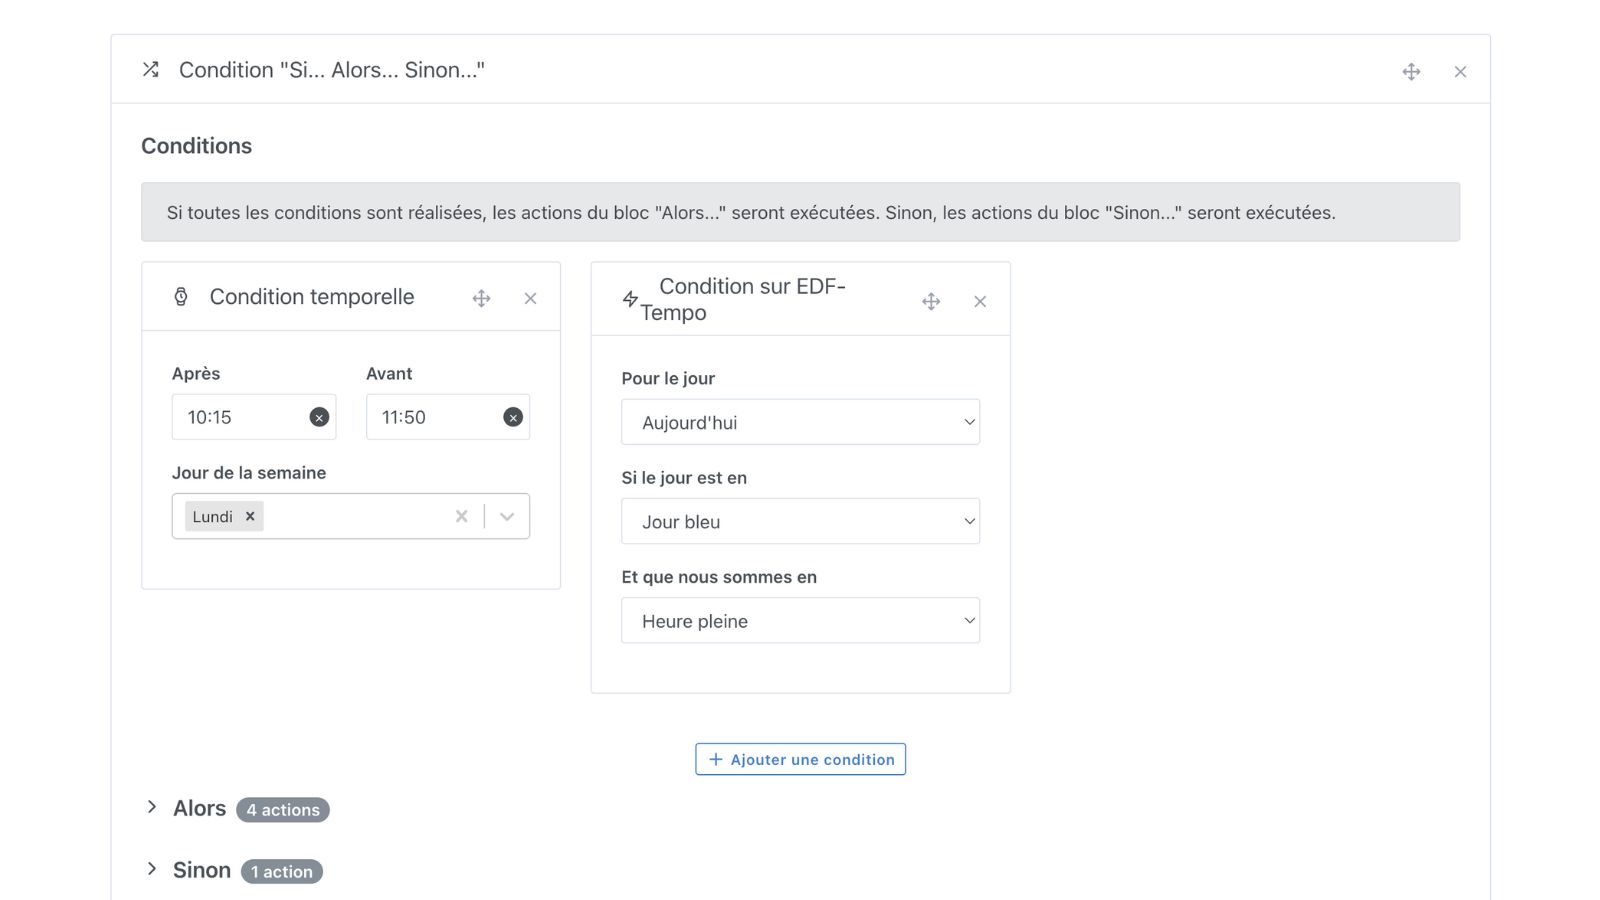 Condition "Si... Alors... Sinon..."
Conditions
Si toutes les conditions sont réalisées, les actions du bloc "Alors..." seront exécutées. Sinon, les actions du bloc "Sinon..." seront exécutées.
Condition temporelle
Après
Avant
10:15
11:50
Jour de la semaine
Lundi
Condition sur EDF-
Tempo
Pour le jour
Aujourd'hui
Si le jour est en
Jour bleu
Et que nous sommes en
Heure pleine
Ajouter une condition
Alors 4 actions
Sinon 1 action